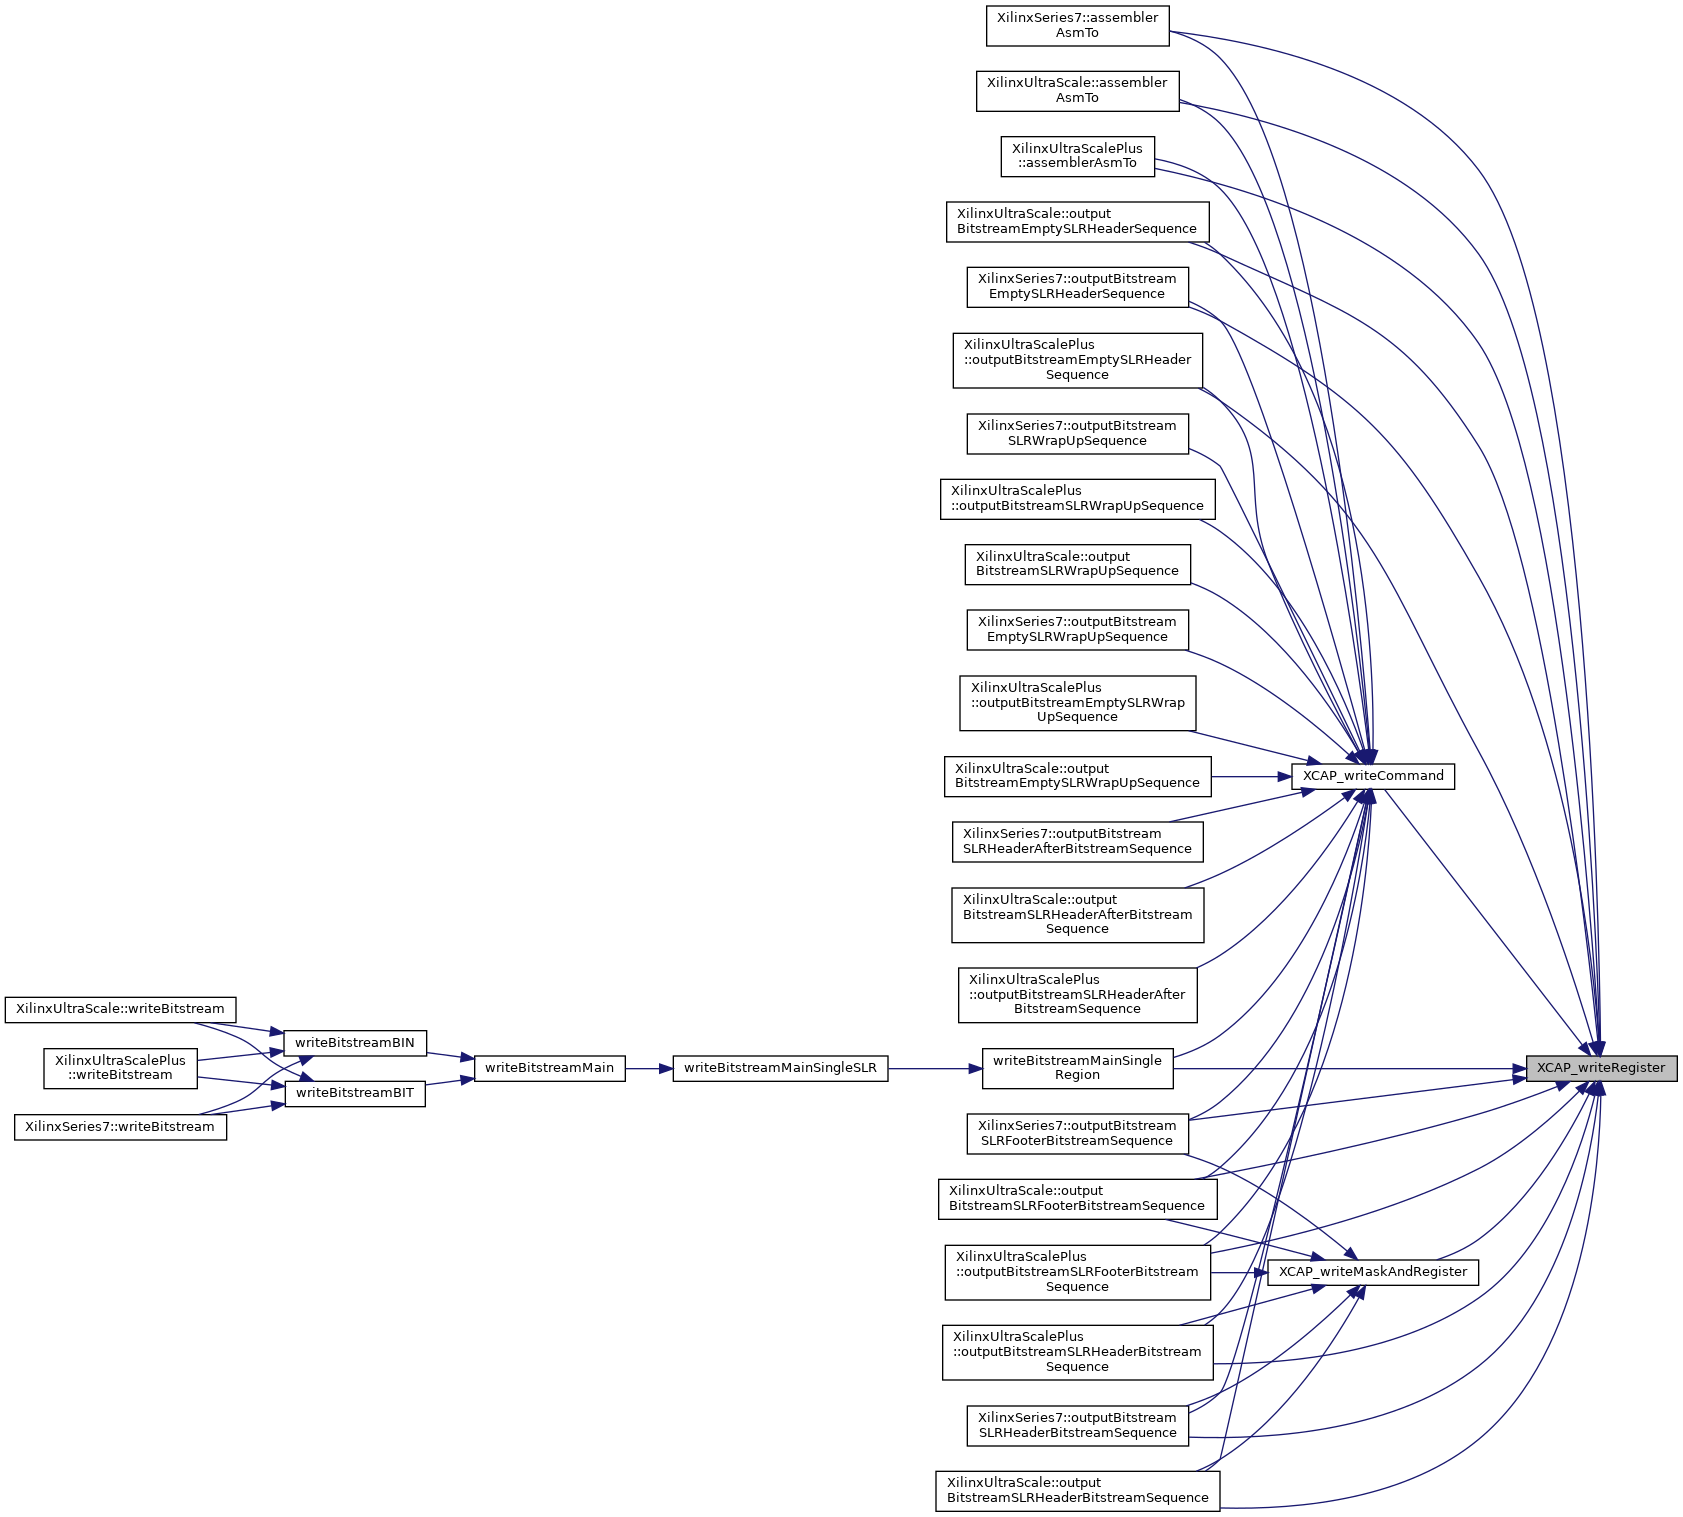 XilinxSeries7::assembler
AsmTo
XilinxUltraScale::assembler
AsmTo
XilinxUltraScalePlus
::assemblerAsmTo
XilinxUltraScale::output
BitstreamEmptySLRHeaderSequence
XilinxSeries7::outputBitstream
EmptySLRHeaderSequence
XilinxUltraScalePlus
::outputBitstreamEmptySLRHeader
Sequence
XilinxSeries7::outputBitstream
SLRWrapUpSequence
XilinxUltraScalePlus
::outputBitstreamSLRWrapUpSequence
XilinxUltraScale::output
BitstreamSLRWrapUpSequence
XilinxSeries7::outputBitstream
EmptySLRWrapUpSequence
XilinxUltraScalePlus
::outputBitstreamEmptySLRWrap
UpSequence
XilinxUltraScale::output
BitstreamEmptySLRWrapUpSequence
XCAP_writeCommand
XilinxSeries7::outputBitstream
SLRHeaderAfterBitstreamSequence
XilinxUltraScale::output
BitstreamSLRHeaderAfterBitstream
Sequence
XilinxUltraScalePlus
::outputBitstreamSLRHeaderAfter
BitstreamSequence
XilinxUltraScale::writeBitstream
XilinxUltraScalePlus
::writeBitstream
XilinxSeries7::writeBitstream
writeBitstreamBIN
writeBitstreamBIT
writeBitstreamMain
writeBitstreamMainSingleSLR
writeBitstreamMainSingle
Region
XCAP_writeRegister
XilinxSeries7::outputBitstream
SLRFooterBitstreamSequence
XilinxUltraScale::output
BitstreamSLRFooterBitstreamSequence
XilinxUltraScalePlus
::outputBitstreamSLRFooterBitstream
Sequence
XCAP_writeMaskAndRegister
XilinxUltraScalePlus
::outputBitstreamSLRHeaderBitstream
Sequence
XilinxSeries7::outputBitstream
SLRHeaderBitstreamSequence
XilinxUltraScale::output
BitstreamSLRHeaderBitstreamSequence